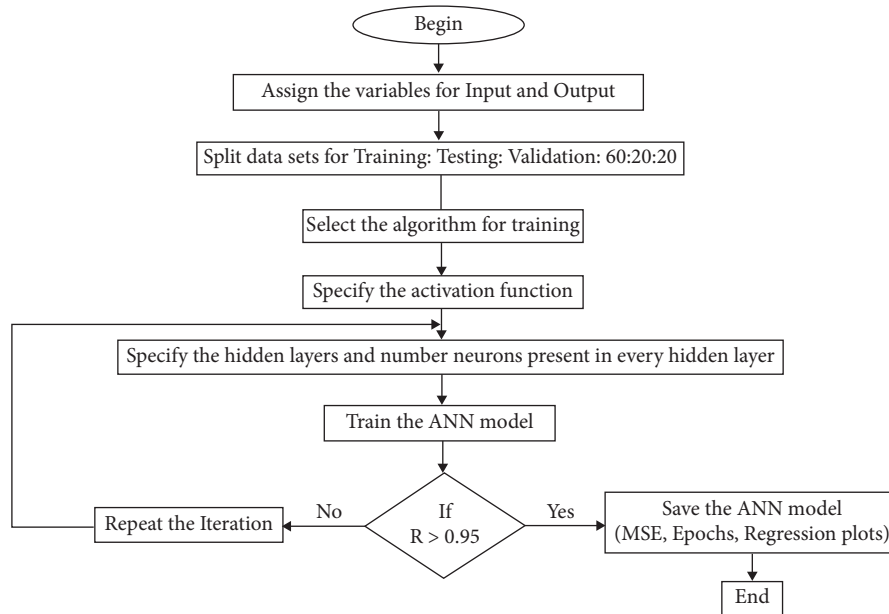 Begin
Assign the variables for Input and Output
Split data sets for Training: Testing: Validation: 60:20:20
Select the algorithm for training
Specify the activation function
Specify the hidden layers and number neurons present in every hidden layer
Train the ANN model
If
R > 0.95
No
Repeat the Iteration
Yes
Save the ANN model
(MSE, Epochs, Regression plots)
End